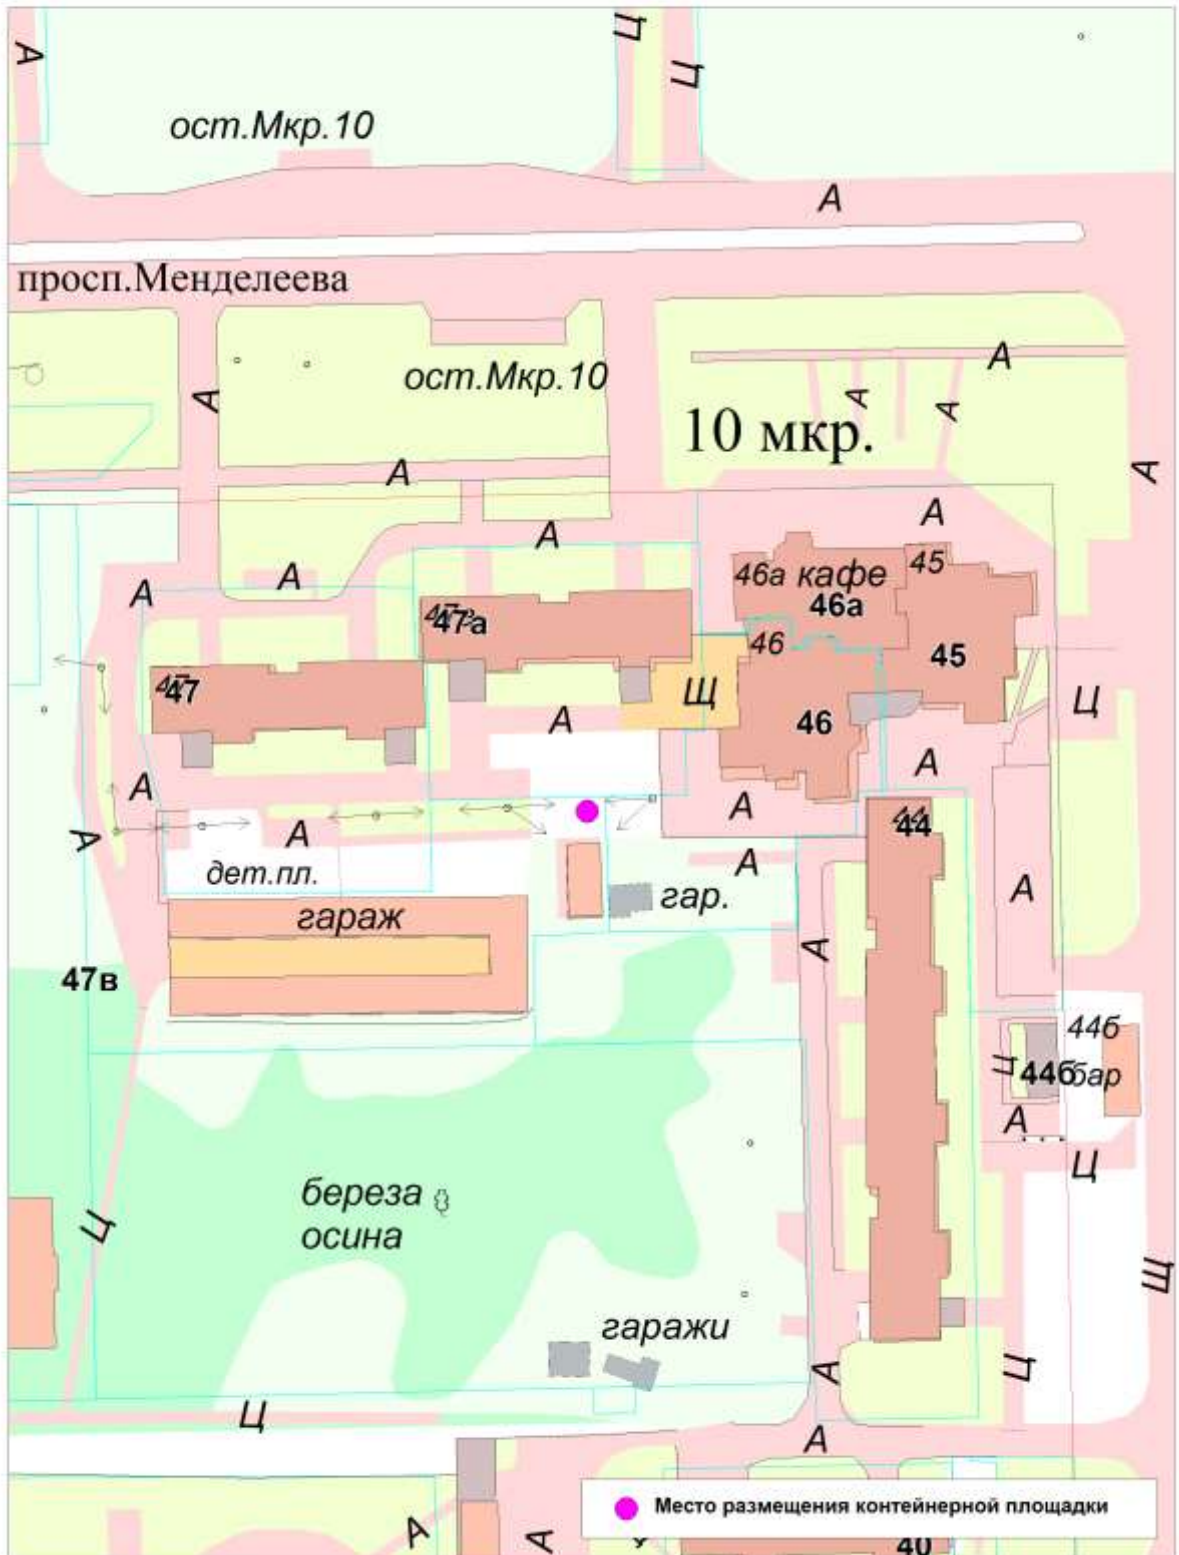 А
Ц
Ц
ост.Мкр.10
А
просп.Менделеева
ост.Мкр.10
А
А
А
А
А
10 мкр.
А
А
А
А
А
А
46а кафе
45
46а
47а
46
45
47
Щ
46
Ц
А
А
А
А
А
44
А
А
дет.пл.
гар.
А
гараж
А
47в
44б
Ц
44б
бар
А
Ц
береза
осина
Ц
Щ
гаражи
А
Ц
Ц
А
А
А
Место размещения контейнерной площадки
40